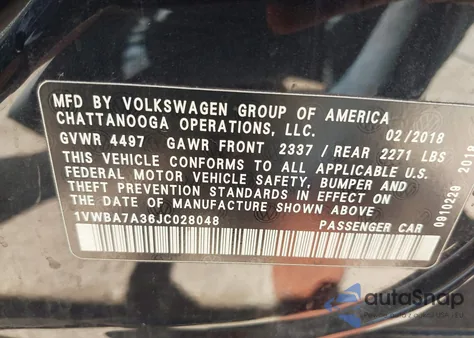 MFD BY VOLKSWAGEN GROUP OF AMERICA
CHATTANOOGA OPERATIONS, LLC. 02/2018
GVWR 4497 GAWR FRONT 2337 / REAR 2271 LBS
THIS VEHICLE CONFORMS TO ALL APPLICABLE U.S.
FEDERAL MOTOR VEHICLE SAFETY, BUMPER AND
THEFT PREVENTION STANDARDS IN EFFECT ON
THE DATE OF MANUFACTURE SHOWN ABOVE
1VWBA7A36JC028048 PASSENGER CAR
0910229 2018
autoSnap